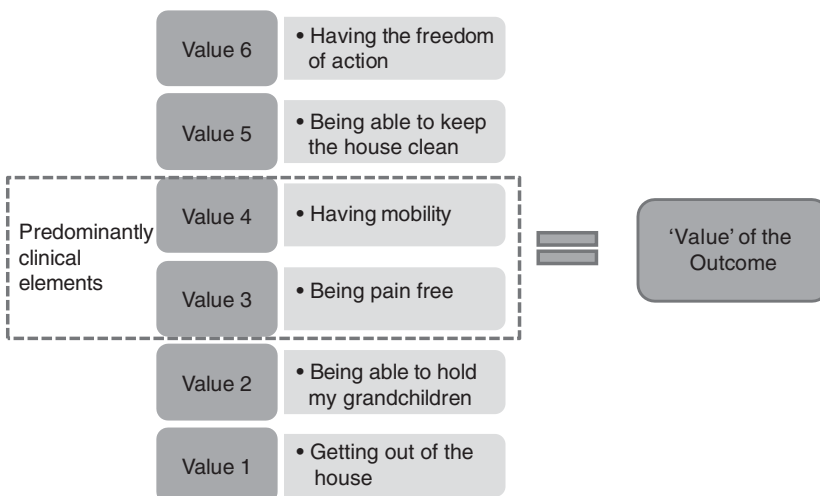 Value 6
• Having the freedom
of action
Value 5
• Being able to keep
the house clean
Predominantly
clinical
elements
Value 4
• Having mobility
Value 3
• Being pain free
Value 2
• Being able to hold
my grandchildren
Value 1
• Getting out of the
house
‘Value’ of the
Outcome